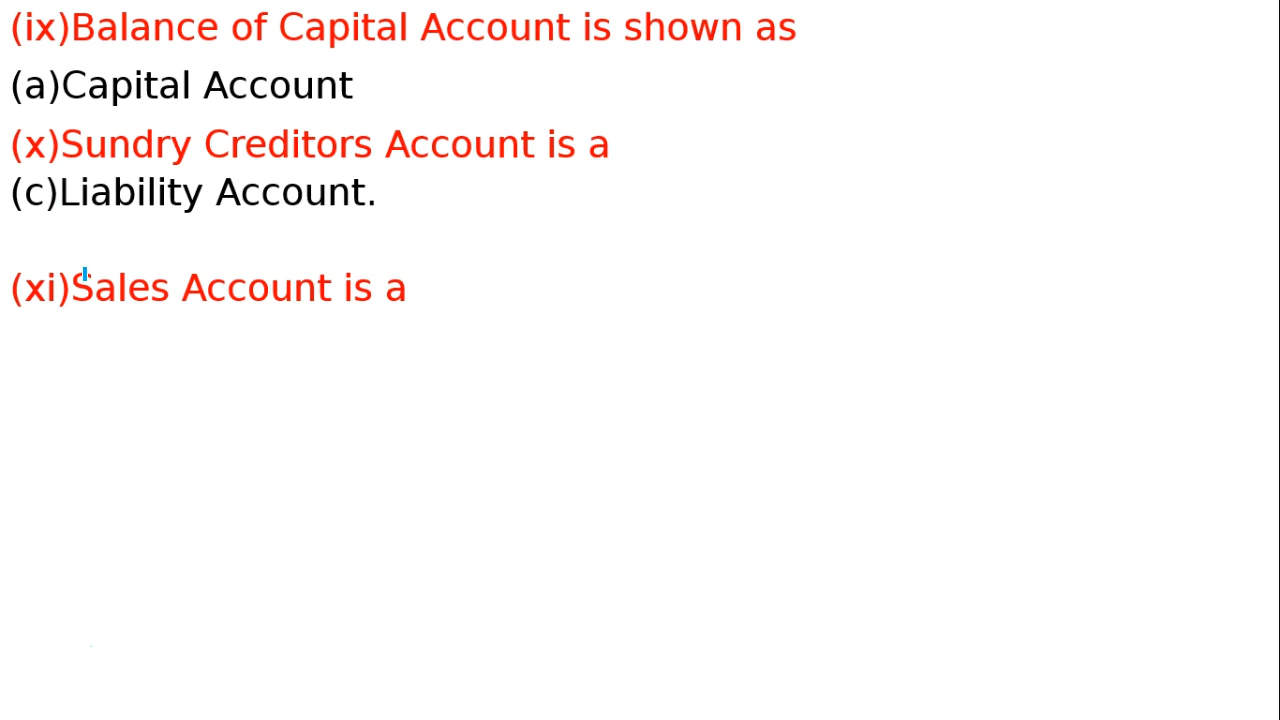 (ix)Balance of Capital Account is shown as
(a)Capital Account
(x)Sundry Creditors Account is a
(c)Liability Account.
(xi)Sales Account is a